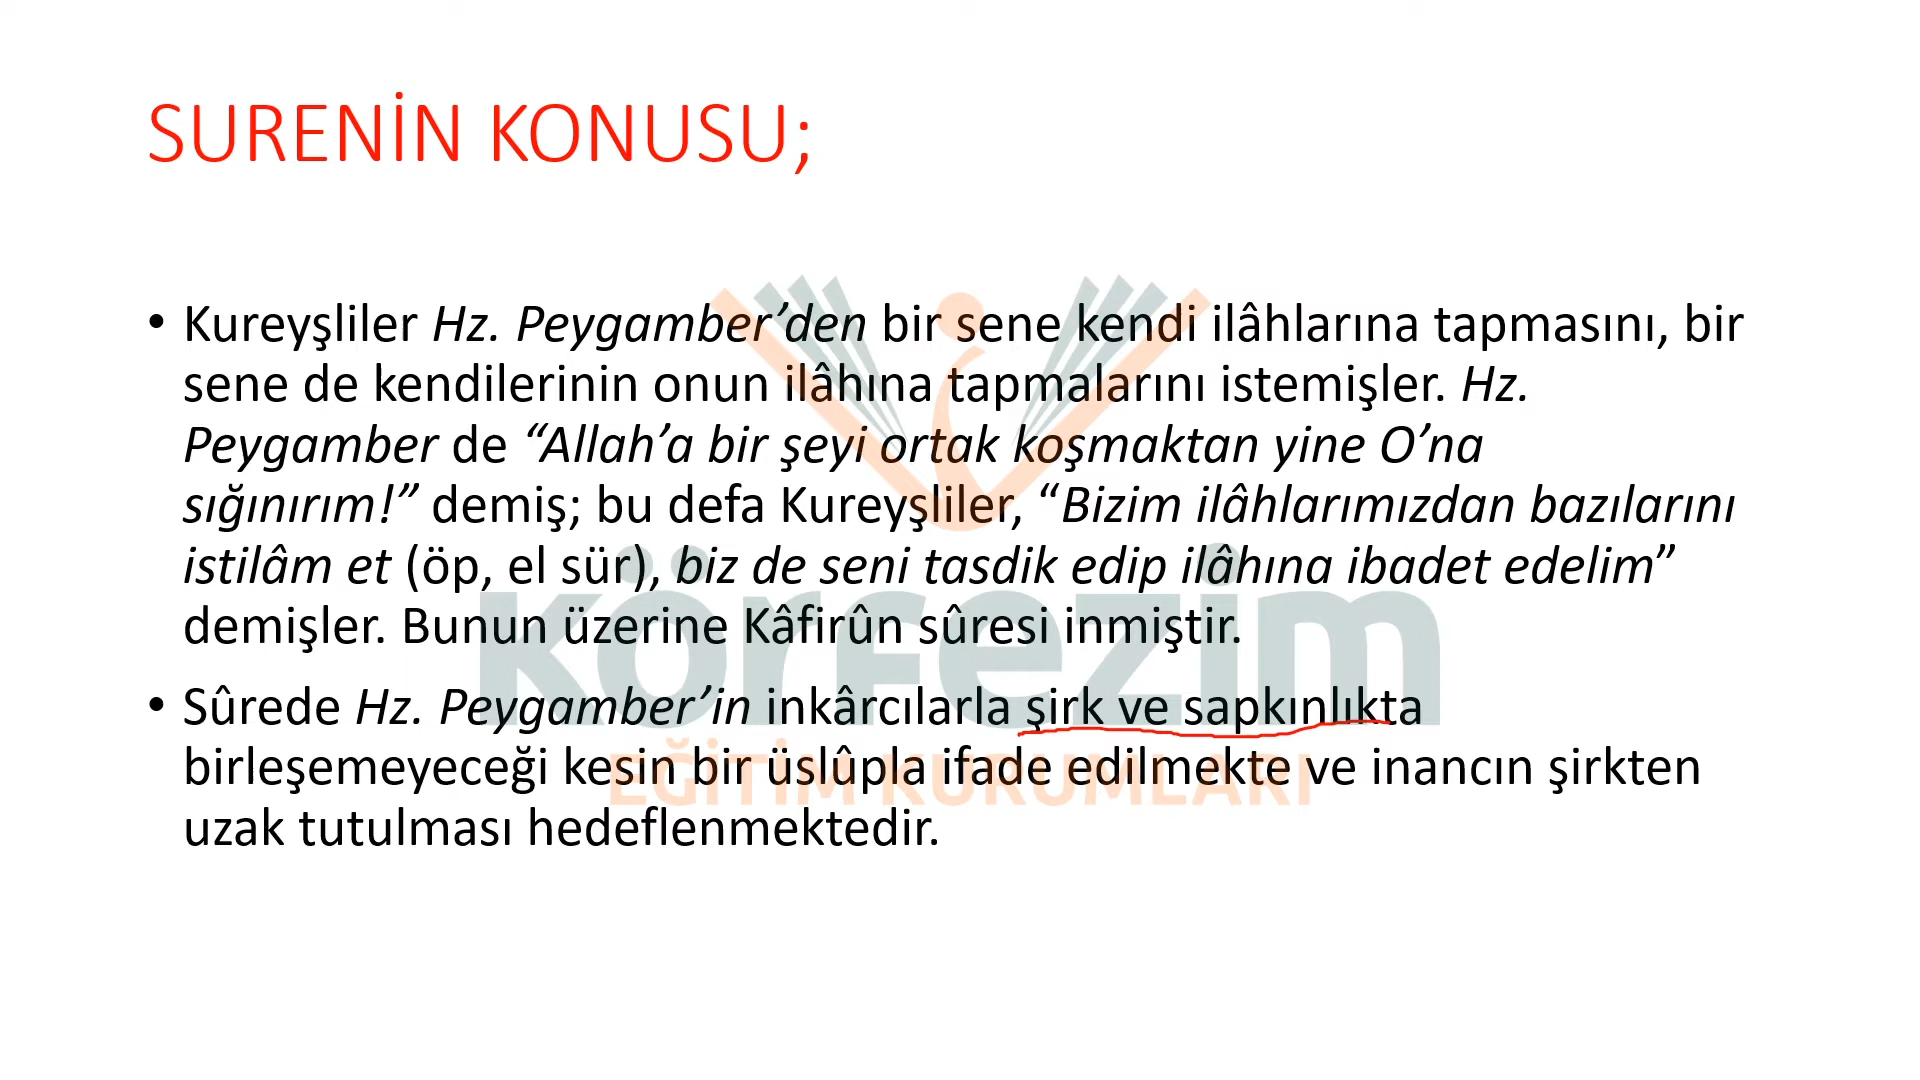 SURENİN KONUSU;
• Kureyşliler Hz. Peygamber’den bir sene kendi ilâhlarına tapmasını, bir
sene de kendilerinin onun ilâhına tapmalarını istemişler. Hz.
Peygamber de “Allah’a bir şeyi ortak koşmaktan yine O’na
sığınırım!” demiş; bu defa Kureyşliler, “Bizim ilâhlarımızdan bazılarını
istilâm et (öp, el sür), biz de seni tasdik edip ilâhına ibadet edelim”
demişler. Bunun üzerine Kâfirûn sûresi inmiştir.
• Sûrede Hz. Peygamber’in inkârcılarla şirk ve sapkınlıkta
birleşemeyeceği kesin bir üslûpla ifade edilmekte ve inancın şirkten
uzak tutulması hedeflenmektedir.
körfezim
EĞİTİM KURUMLARI